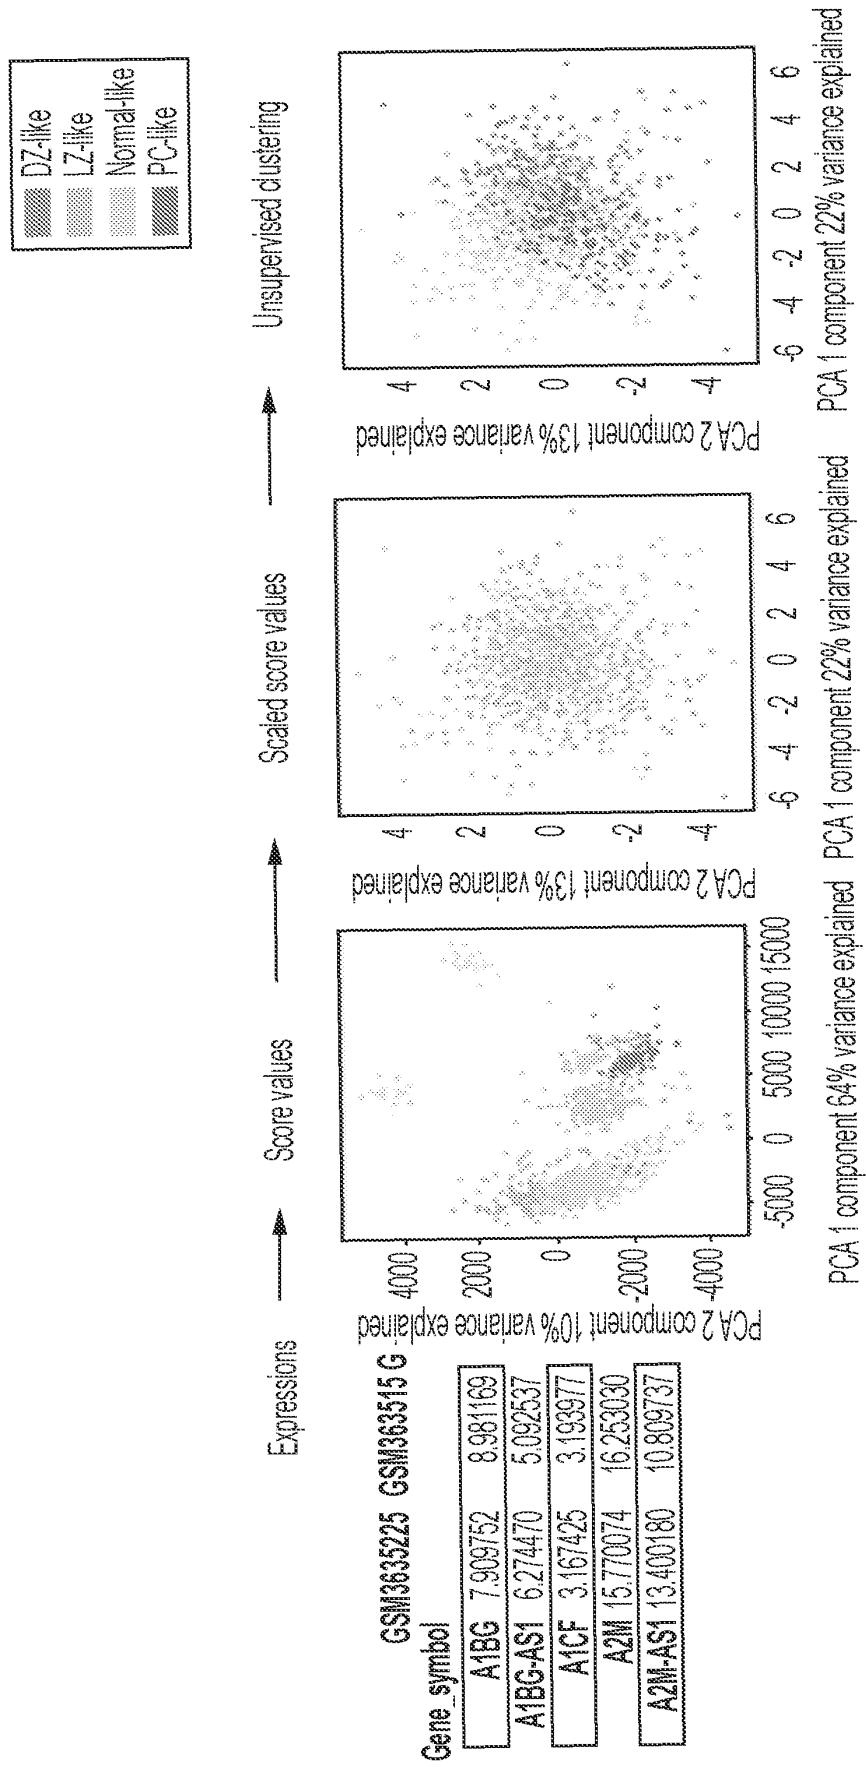 DZ-like
LZ-like
Normal-like
PC-like
Expressions
Score values
Scaled score values
Unsupervised clustering
GSM3635225 GSM363515 G
Gene_symbol
A1BG 7.909752 8.981169
A1BG-AS1 6.274470 5.092537
A1CF 3.167425 3.193977
A2M 15.770074 16.253030
A2M-AS1 13.400180 10.809737
PCA 2 component 10% variance explained
4000
2000
0
-2000
-4000
-5000 0 5000 10000 15000
PCA 1 component 64% variance explained
PCA 2 component 13% variance explained
4
2
0
-2
-4
-6 -4 -2 0 2 4 6
PCA 1 component 22% variance explained
PCA 2 component 13% variance explained
4
2
0
-2
-4
-6 -4 -2 0 2 4 6
PCA 1 component 22% variance explained